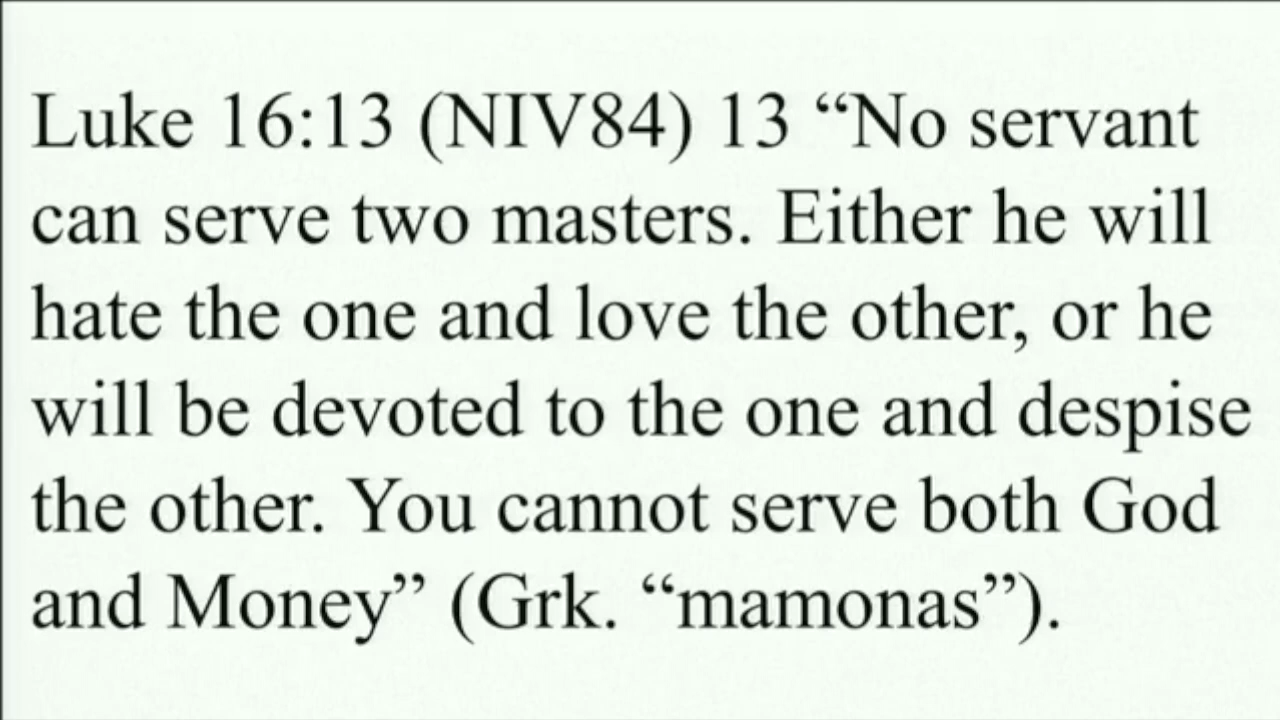 Luke 16:13 (NIV84) 13 “No servant
can serve two masters. Either he will
hate the one and love the other, or he
will be devoted to the one and despise
the other. You cannot serve both God
and Money” (Grk. “mamonas”).